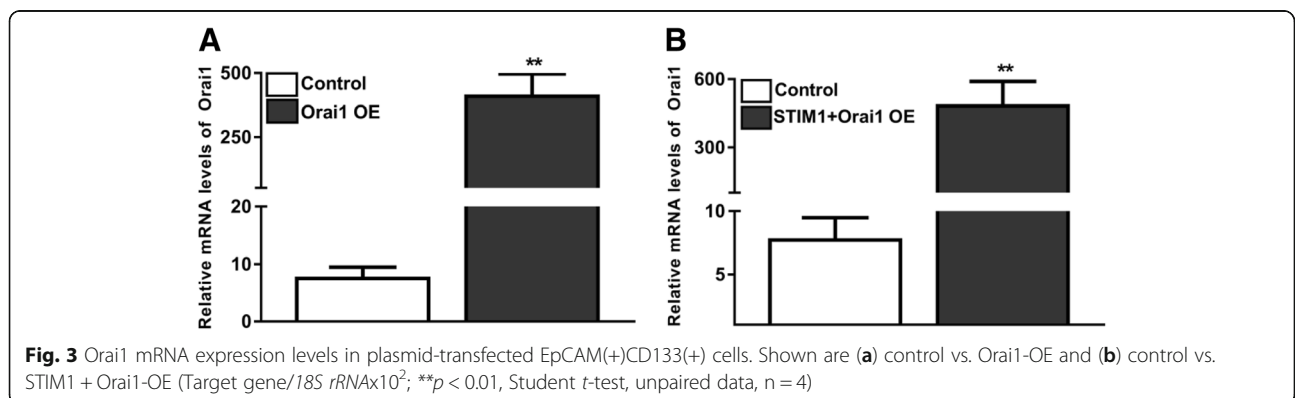 A
Relative mRNA levels of Orai1
500
250
20
10
0
Control
Orai1 OE
**
B
Relative mRNA levels of Orai1
600
300
10
5
Control
STIM1+Orai1 OE
**
Fig. 3 Orai1 mRNA expression levels in plasmid-transfected EpCAM(+)CD133(+) cells. Shown are (a) control vs. Orai1-OE and (b) control vs.
STIM1 + Orai1-OE (Target gene/18S rRNAx10²; **p < 0.01, Student t-test, unpaired data, n = 4)